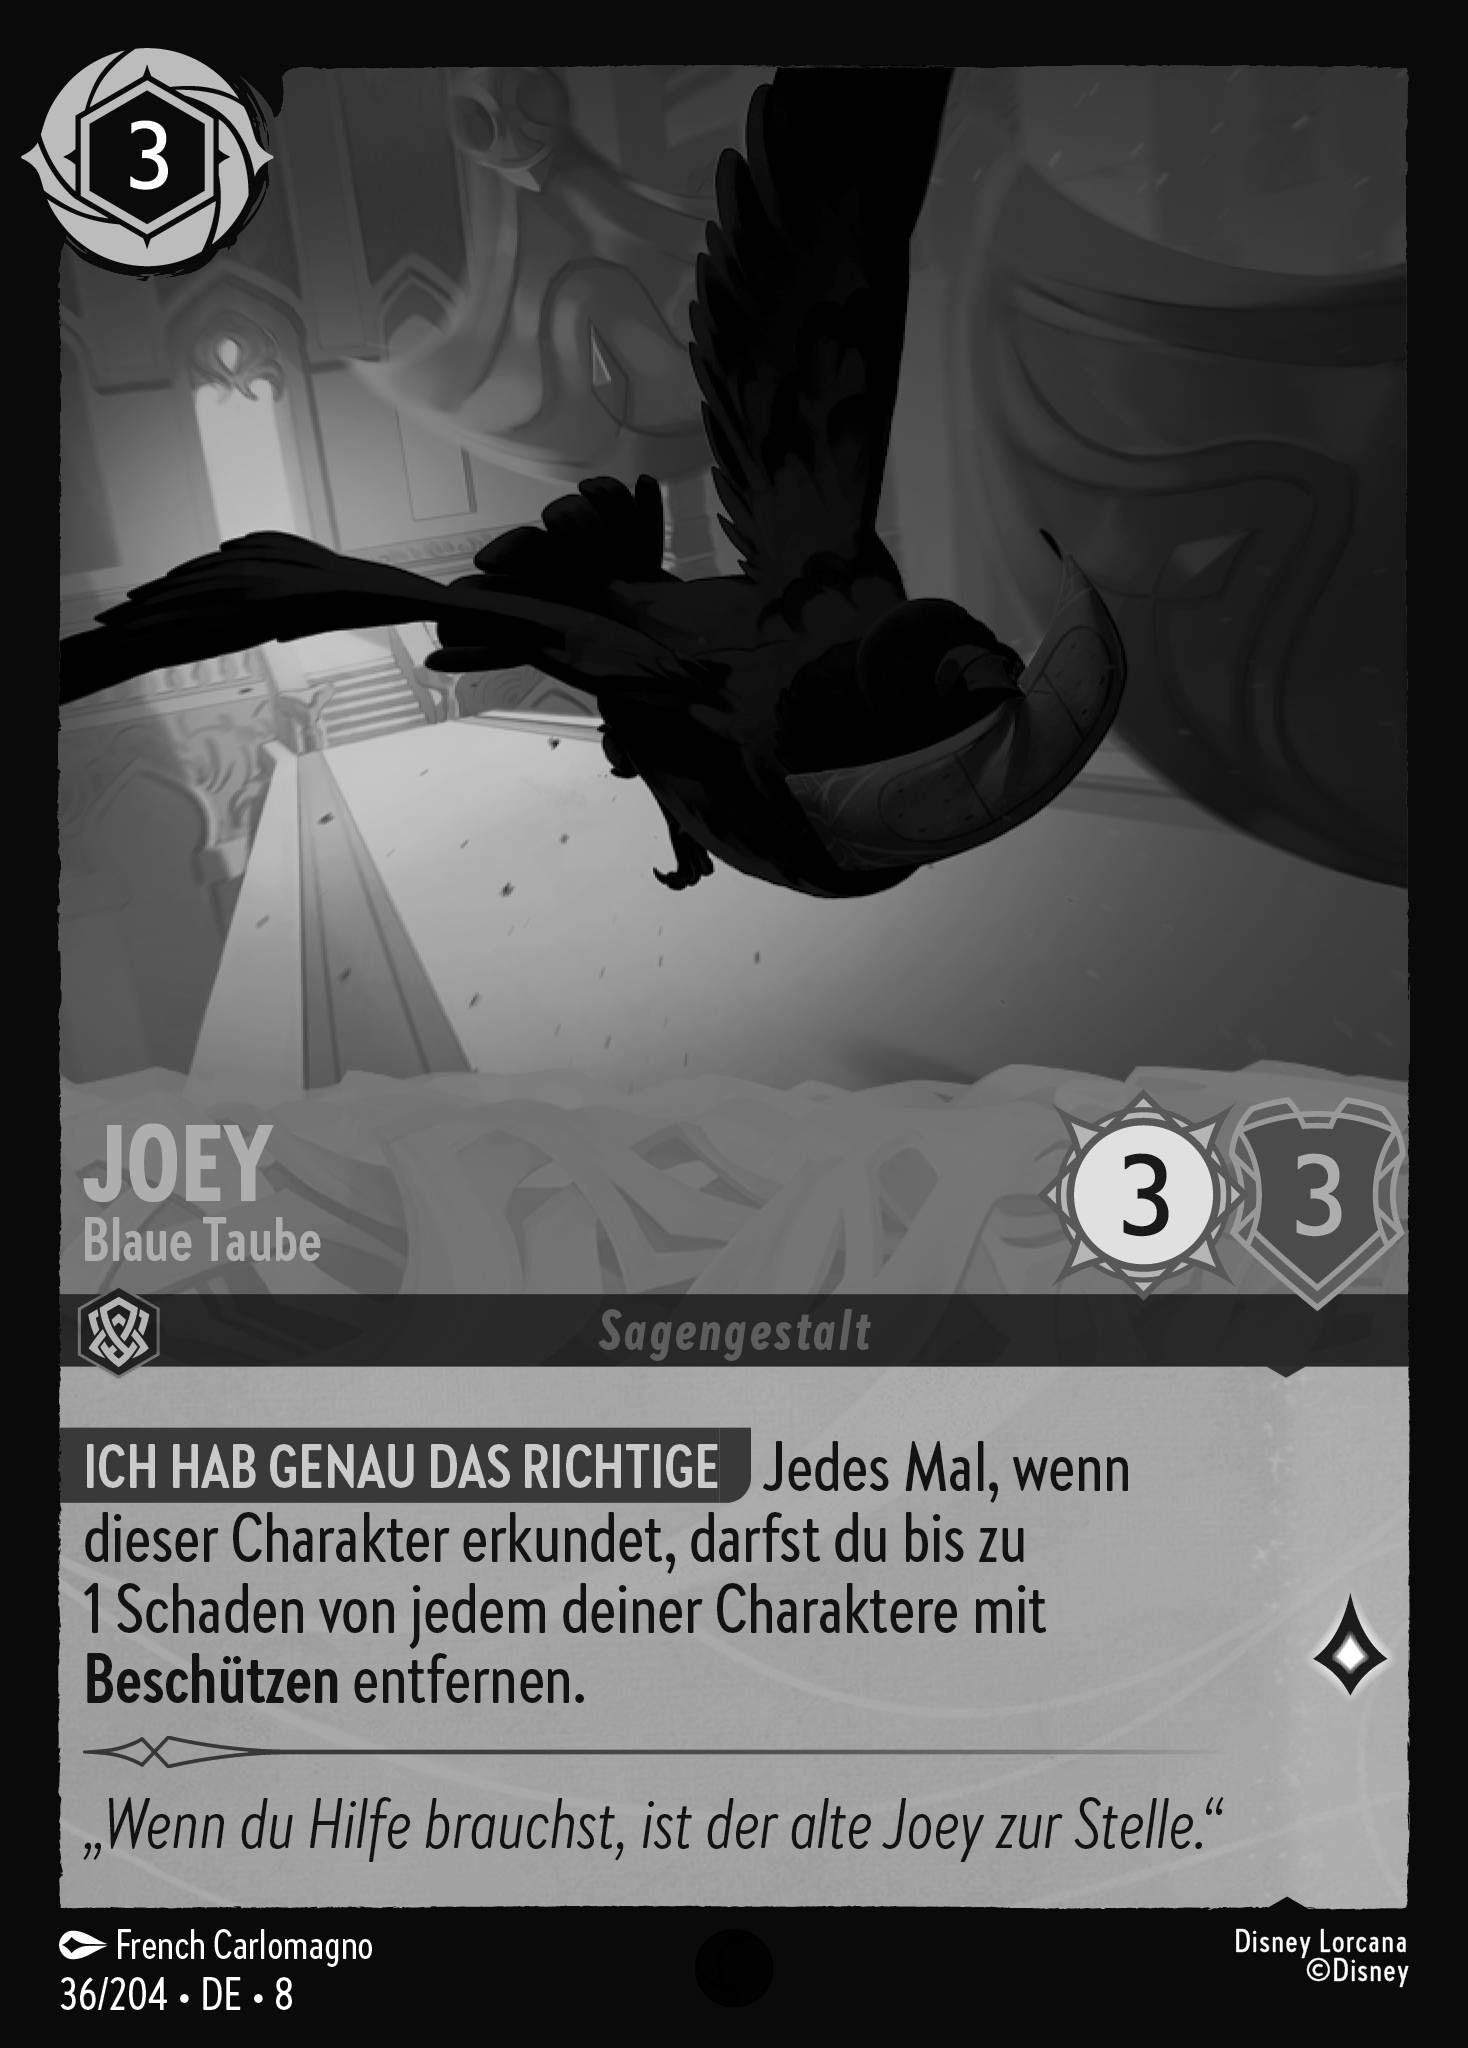 3
JOEY
Blaue Taube
3 3
Sagengestalt
ICH HAB GENAU DAS RICHTIGE Jedes Mal, wenn
dieser Charakter erkundet, darfst du bis zu
1 Schaden von jedem deiner Charaktere mit
Beschützen entfernen.
„Wenn du Hilfe brauchst, ist der alte Joey zur Stelle.“
French Carlomagno
36/204 • DE • 8
Disney Lorcana
©Disney